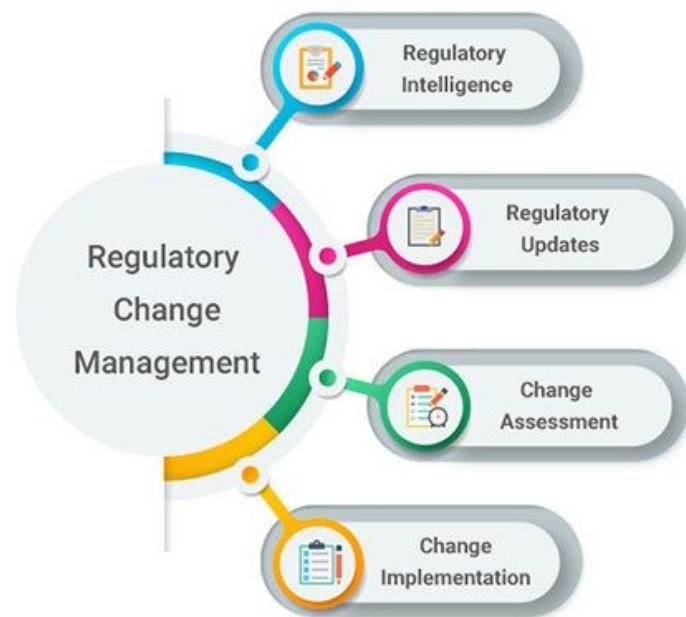 Regulatory
Intelligence
Regulatory
Updates
Regulatory
Change
Management
Change
Assessment
Change
Implementation